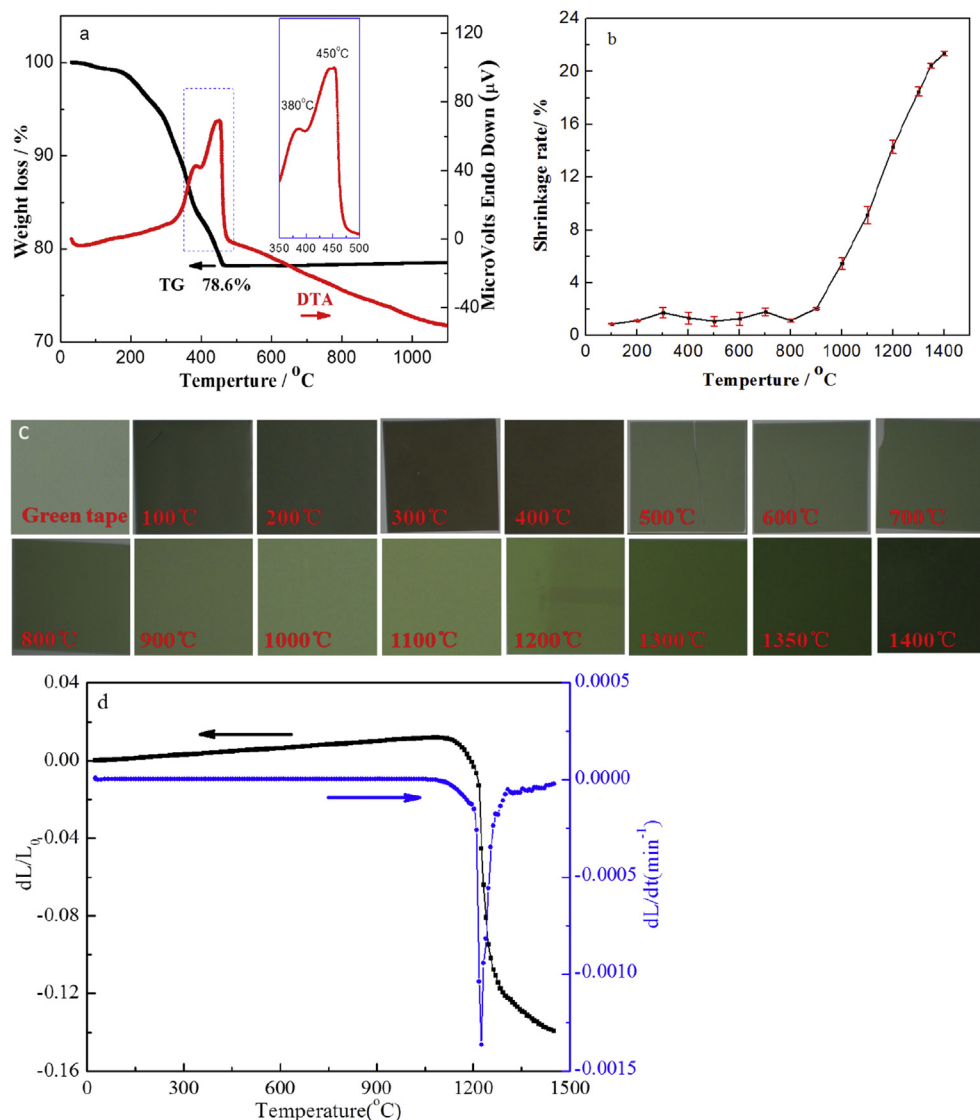 a
100
90
80
70
Weight loss / %
0 200 400 600 800 1000
Temperture / °C
120
80
40
0
-40
MicroVolts Endo Down (μV)
TG 78.6%
DTA
380°C
450°C
350 400 450 500
b
24
20
16
12
8
4
0
Shrinkage rate/ %
0 200 400 600 800 1000 1200 1400
Temperture / °C
C
Green tape 100℃ 200℃ 300℃ 400℃ 500℃ 600℃ 700℃
800℃ 900℃ 1000℃ 1100℃ 1200℃ 1300℃ 1350℃ 1400℃
d
0.04
0.00
-0.04
-0.08
-0.12
-0.16
dL/L₀
0 300 600 900 1200 1500
Temperature(°C)
0.0005
0.0000
-0.0005
-0.0010
-0.0015
dL/dt(min⁻¹)